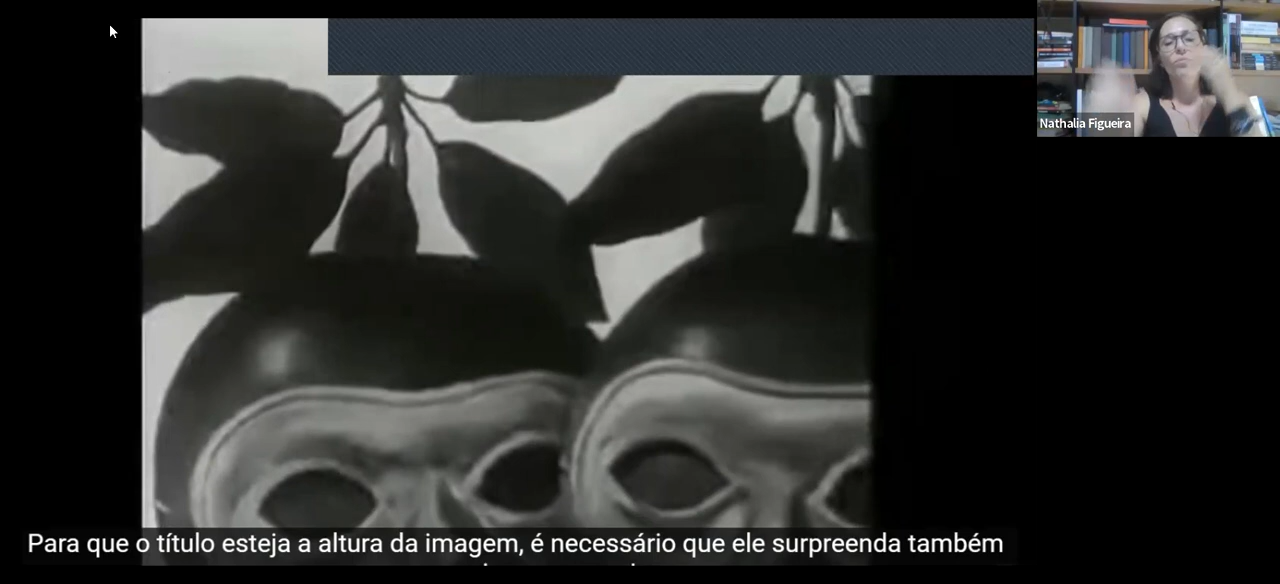 Nathalia Figueira
Para que o título esteja a altura da imagem, é necessário que ele surpreenda também